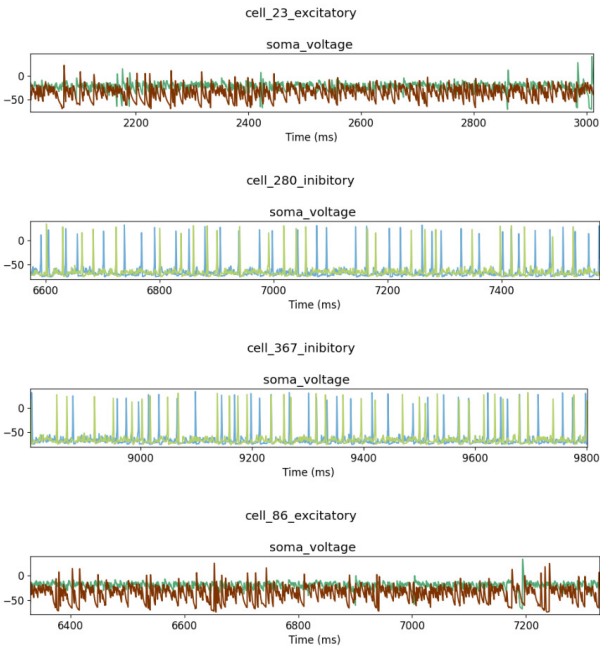 cell_23_excitatory
soma_voltage
0
−50
2200 2400 2600 2800 3000
Time (ms)
cell_280_inibitory
soma_voltage
0
−50
6600 6800 7000 7200 7400
Time (ms)
cell_367_inibitory
soma_voltage
0
−50
9000 9200 9400 9600 9800
Time (ms)
cell_86_excitatory
soma_voltage
0
−50
6400 6600 6800 7000 7200
Time (ms)